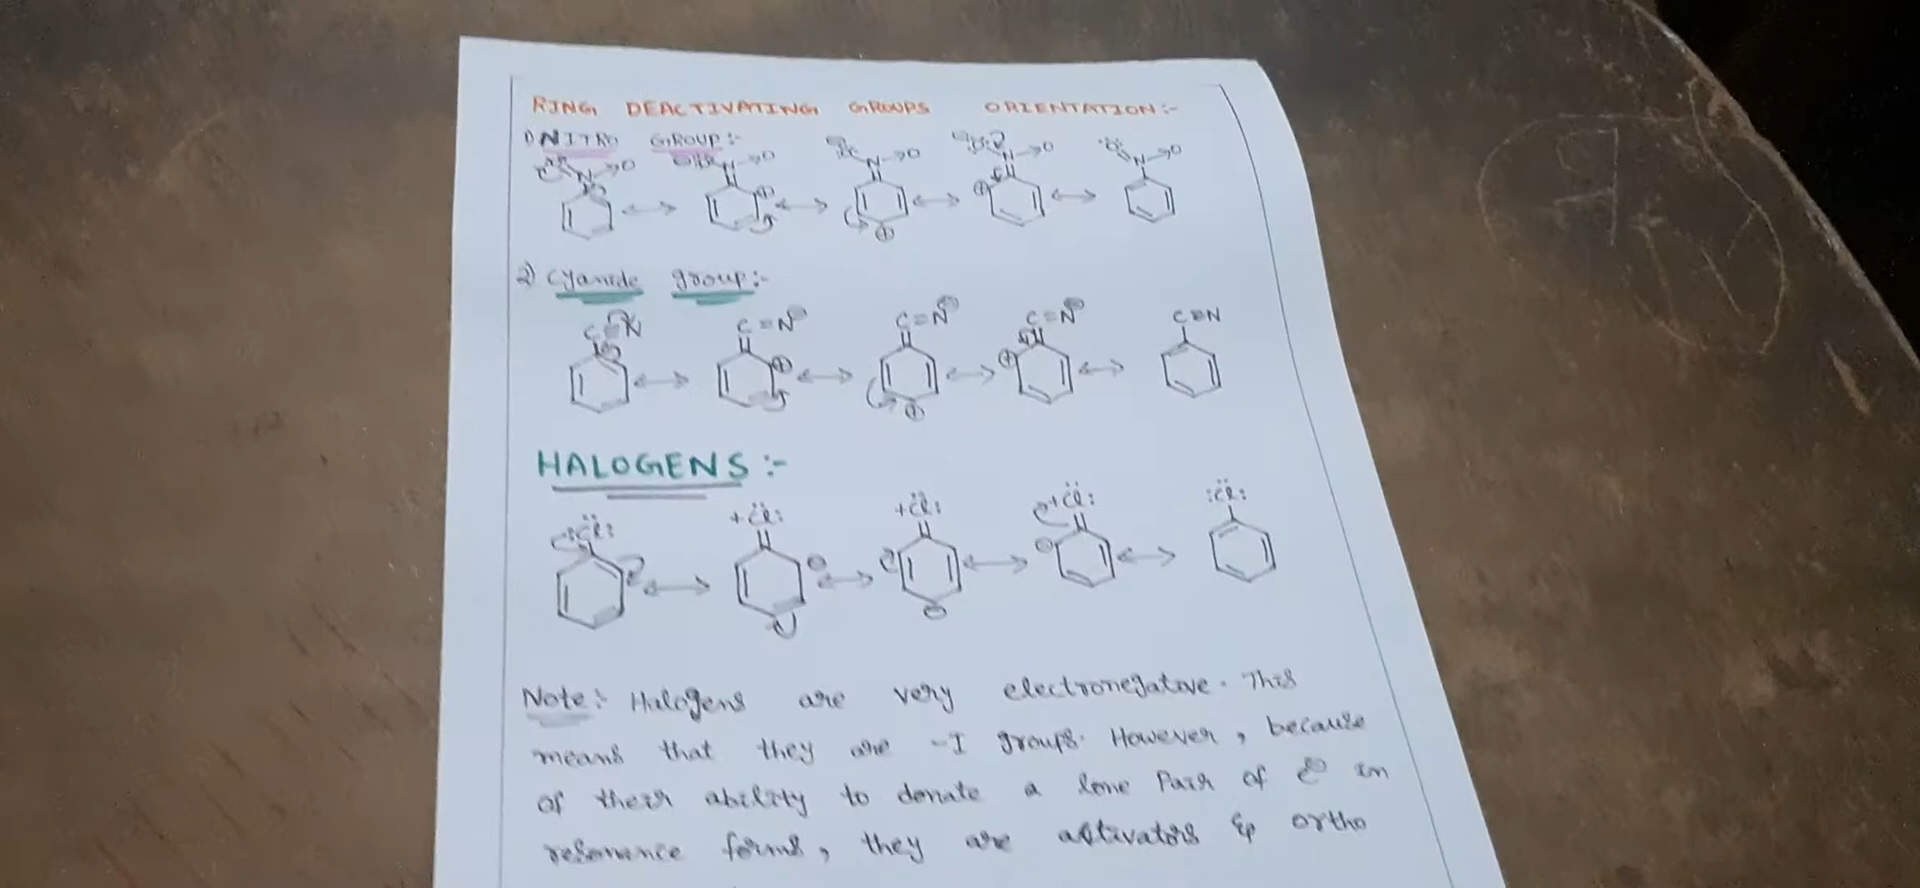 RING DEACTIVATING GROUPS ORIENTATION:-
1) NITRO GROUP:-
N→O N→O N→O N→O N→O
2) Cyanide group:-
C≡N C=N⊖ C=N⊖ C=N⊖ C≡N
⊕ ⊕ ⊕
HALOGENS:-
:C̈l: +C̈l: +C̈l: +C̈l: :C̈l:
Note:- Halogens are very electronegative. This
means that they are -I groups. However, because
of their ability to donate a lone Pair of e⊖ in
resonance forms, they are activators & ortho